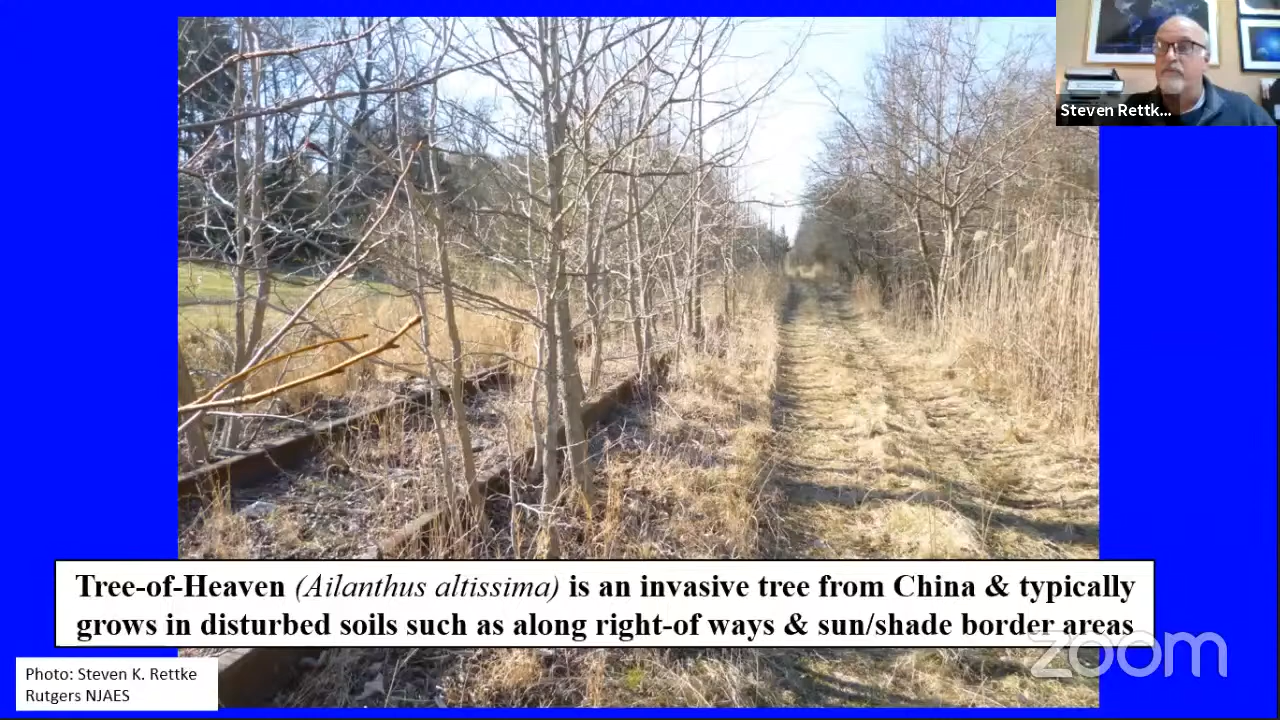 Steven Rettk...
Tree-of-Heaven (Ailanthus altissima) is an invasive tree from China & typically
grows in disturbed soils such as along right-of ways & sun/shade border areas
zoom
Photo: Steven K. Rettke
Rutgers NJAES